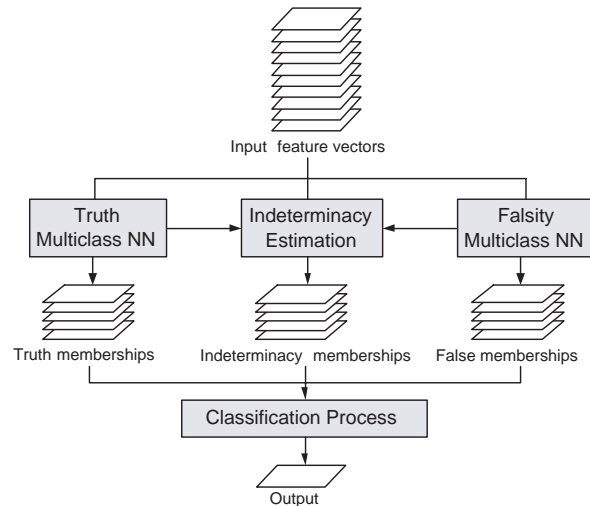 Input feature vectors
Truth
Multiclass NN
Indeterminacy
Estimation
Falsity
Multiclass NN
Truth memberships
Indeterminacy memberships
False memberships
Classification Process
Output